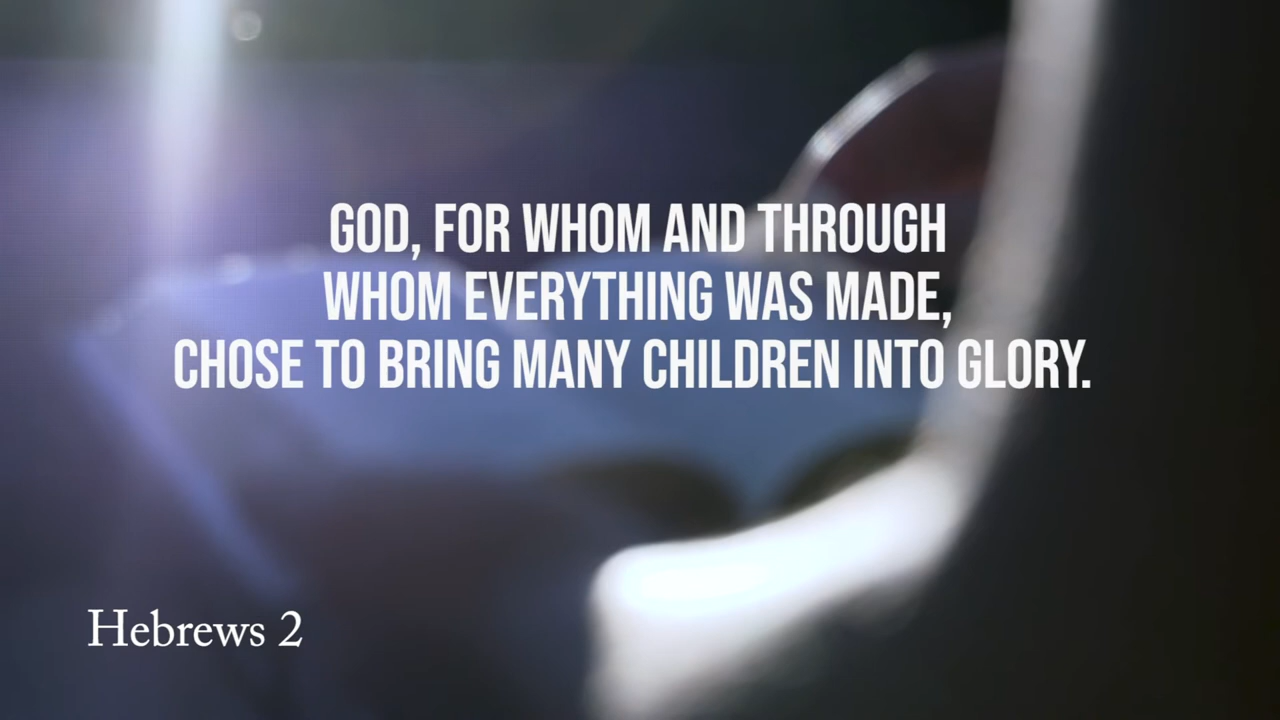 GOD, FOR WHOM AND THROUGH
WHOM EVERYTHING WAS MADE,
CHOSE TO BRING MANY CHILDREN INTO GLORY.
Hebrews 2